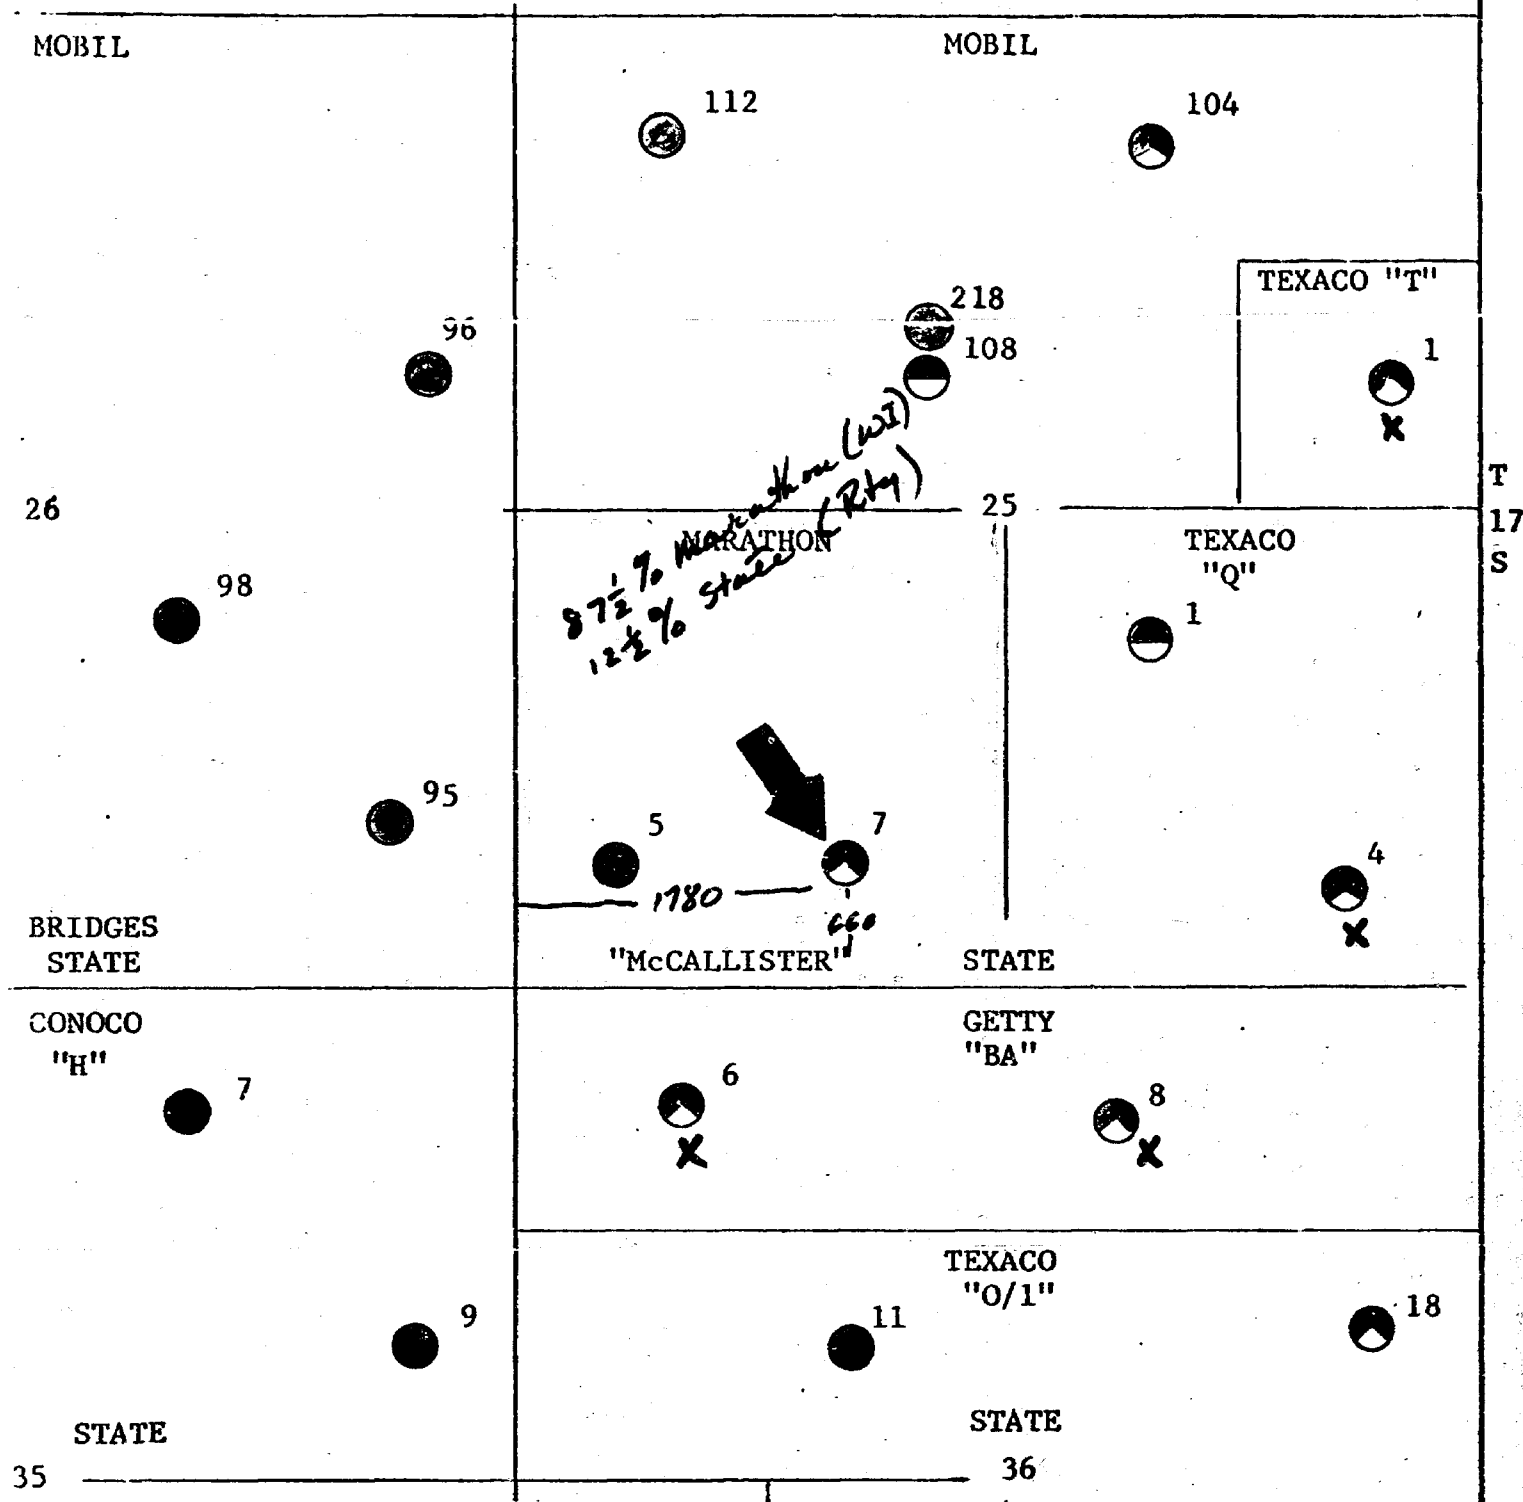 MOBIL
MOBIL
112
104
TEXACO "T"
218
96
108
1
87½% Marathon (WI)
12½% State (Rty)
T
17
S
26
25
MARATHON
TEXACO
"Q"
98
1
95
5
7
4
1780
660
BRIDGES
STATE
"McCALLISTER"
STATE
CONOCO
"H"
GETTY
"BA"
7
6
8
TEXACO
"O/1"
9
11
18
STATE
STATE
35
36